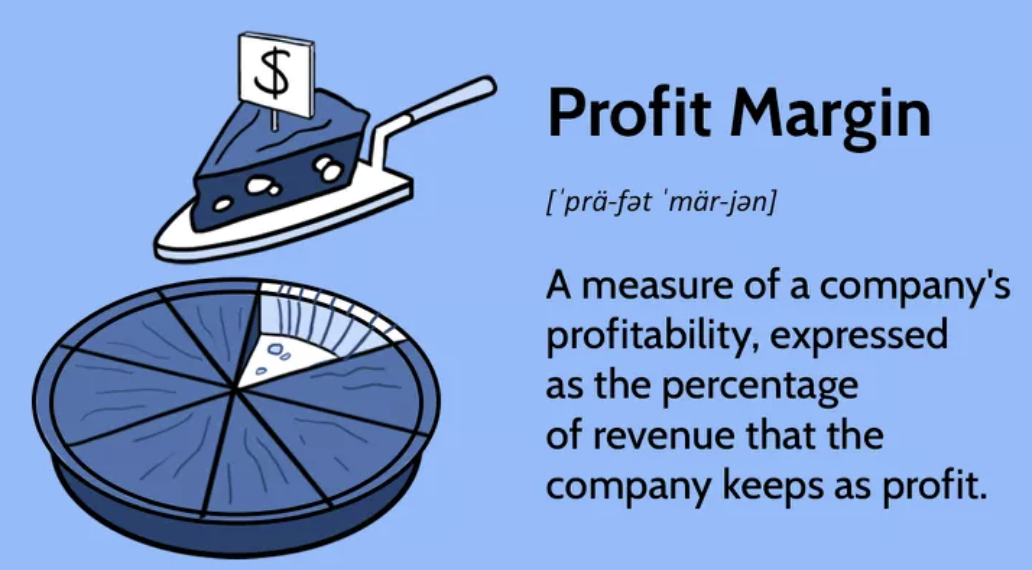 $
Profit Margin
[ˈprä-fət ˈmär-jən]
A measure of a company's
profitability, expressed
as the percentage
of revenue that the
company keeps as profit.